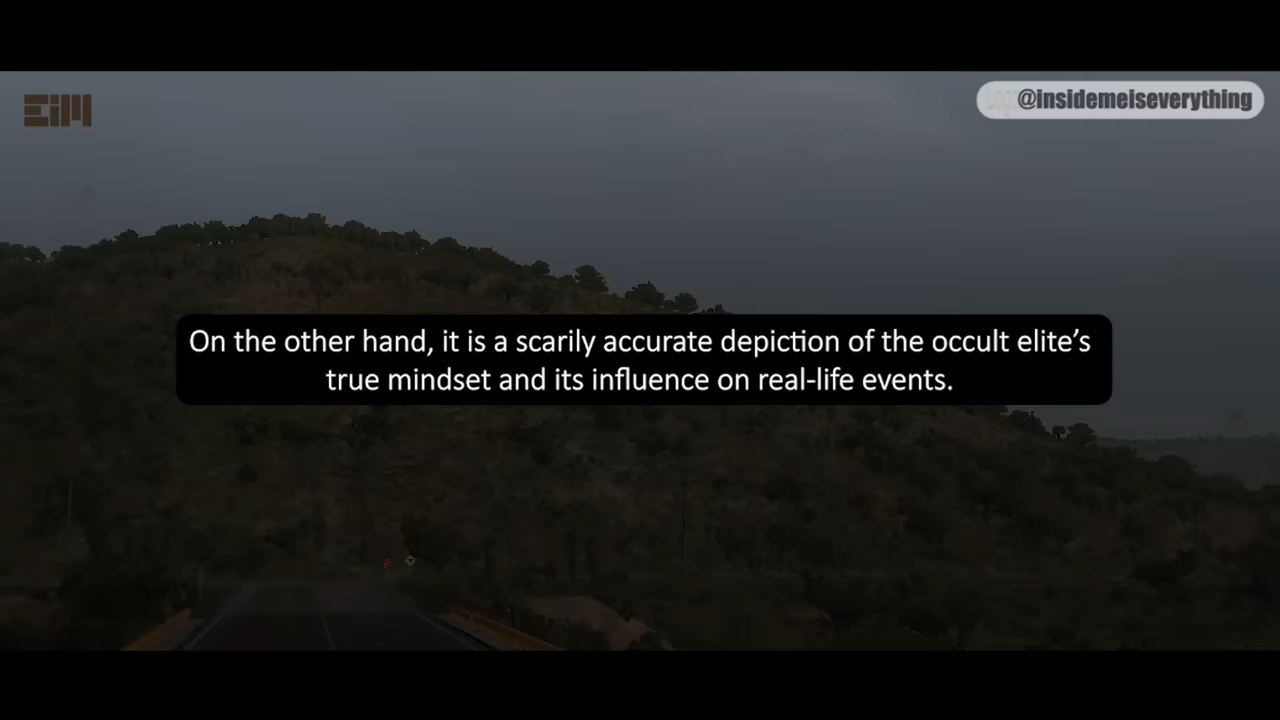 EiM
@insidemeiseverything
On the other hand, it is a scarily accurate depiction of the occult elite’s
true mindset and its influence on real-life events.